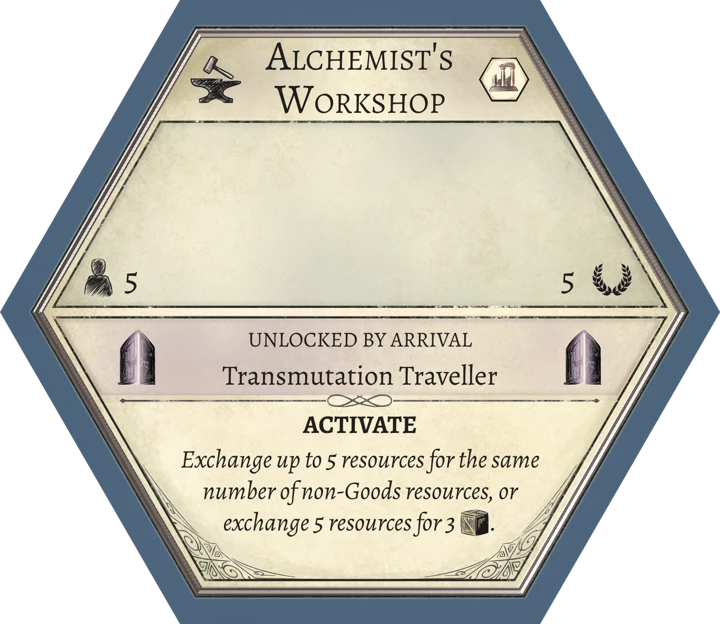 ALCHEMIST'S
WORKSHOP
5
5
UNLOCKED BY ARRIVAL
Transmutation Traveller
ACTIVATE
Exchange up to 5 resources for the same
number of non-Goods resources, or
exchange 5 resources for 3 .